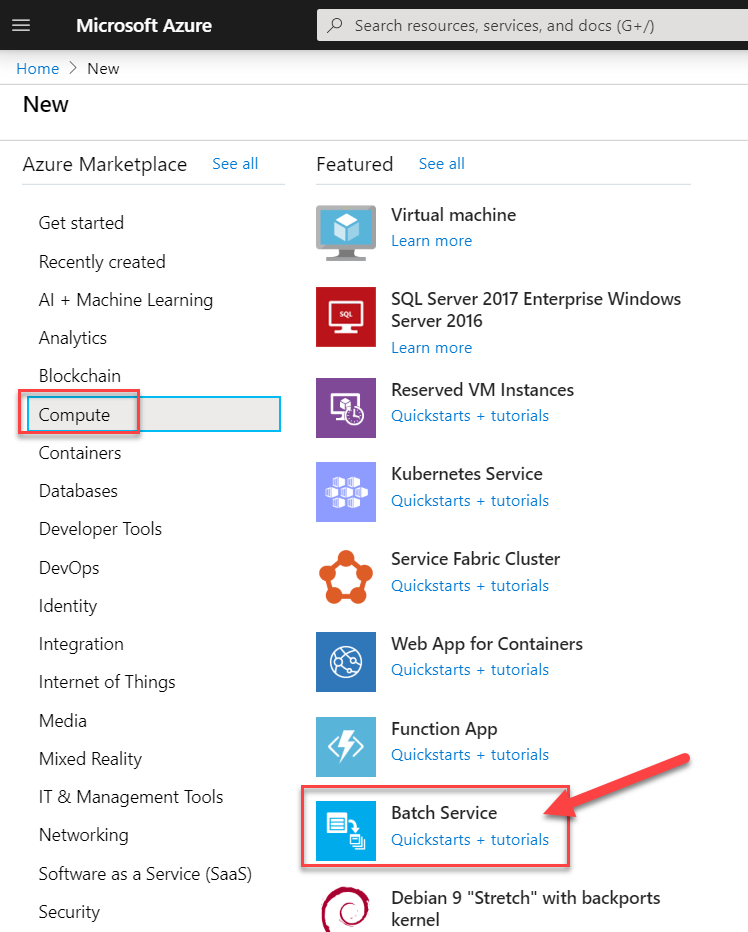 Microsoft Azure
Search resources, services, and docs (G+/)
Home > New
New
Azure Marketplace See all
Get started
Recently created
AI + Machine Learning
Analytics
Blockchain
Compute
Containers
Databases
Developer Tools
DevOps
Identity
Integration
Internet of Things
Media
Mixed Reality
IT & Management Tools
Networking
Software as a Service (SaaS)
Security
Featured See all
Virtual machine
Learn more
SQL
SQL Server 2017 Enterprise Windows
Server 2016
Learn more
Reserved VM Instances
Quickstarts + tutorials
Kubernetes Service
Quickstarts + tutorials
Service Fabric Cluster
Quickstarts + tutorials
Web App for Containers
Quickstarts + tutorials
Function App
Quickstarts + tutorials
Batch Service
Quickstarts + tutorials
Debian 9 "Stretch" with backports
kernel